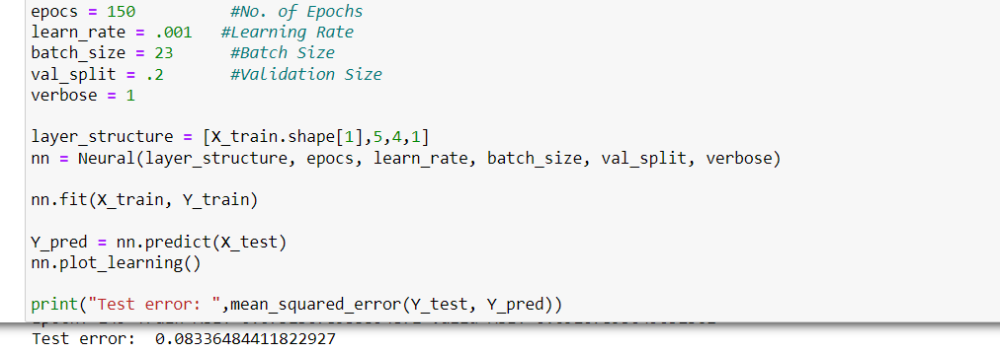 epocs = 150 #No. of Epochs
learn_rate = .001 #Learning Rate
batch_size = 23 #Batch Size
val_split = .2 #Validation Size
verbose = 1
layer_structure = [X_train.shape[1],5,4,1]
nn = Neural(layer_structure, epocs, learn_rate, batch_size, val_split, verbose)
nn.fit(X_train, Y_train)
Y_pred = nn.predict(X_test)
nn.plot_learning()
print("Test error: ",mean_squared_error(Y_test, Y_pred))
Test error: 0.08336484411822927